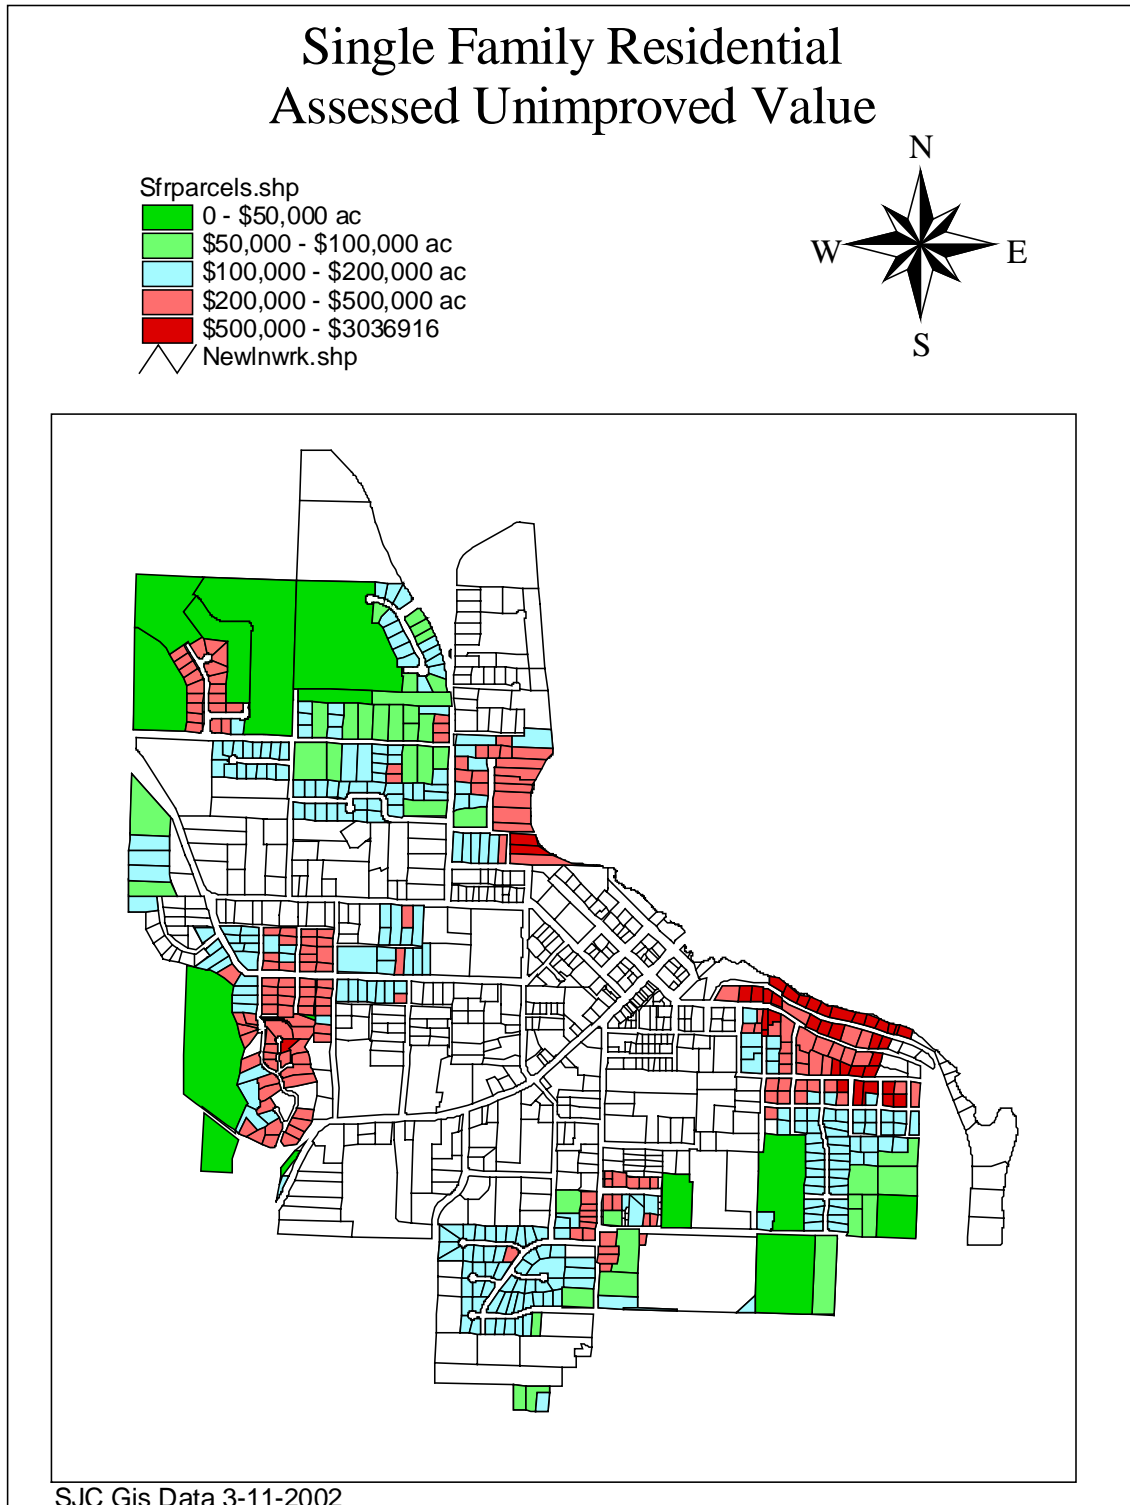 Single Family Residential
Assessed Unimproved Value
N
W
E
S
Sfrparcels.shp
0 - $50,000 ac
$50,000 - $100,000 ac
$100,000 - $200,000 ac
$200,000 - $500,000 ac
$500,000 - $3036916
Newlnwrk.shp
SJC Gis Data 3-11-2002